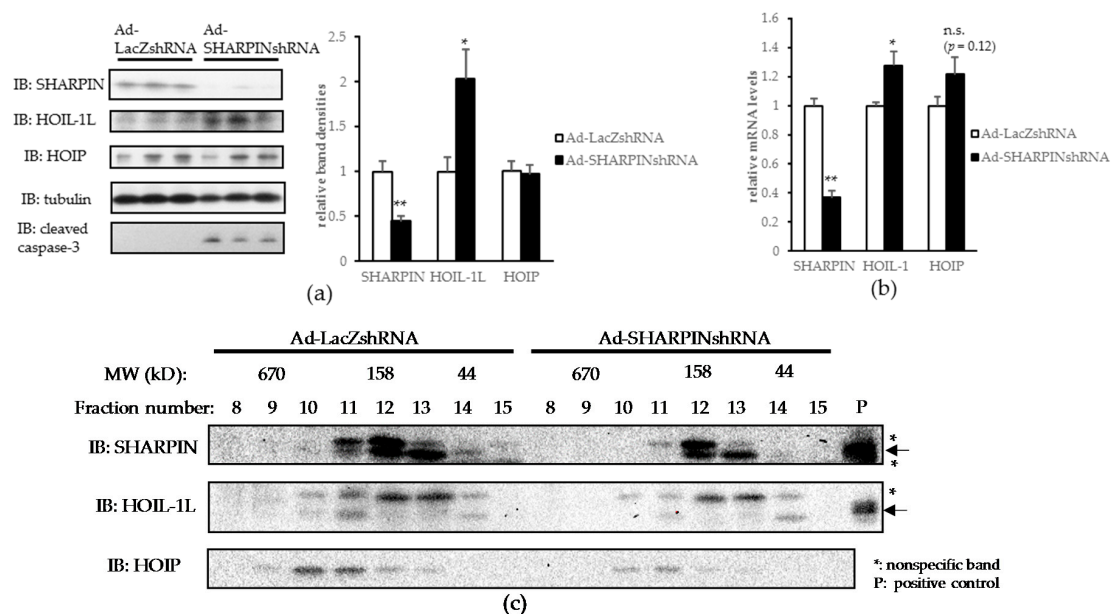 Ad-
LacZshRNA
Ad-
SHARPINshRNA
IB: SHARPIN
IB: HOIL-1L
IB: HOIP
IB: tubulin
IB: cleaved
caspase-3
relative band densities
2.5
2
1.5
1
0.5
0
**
*
SHARPIN HOIL-1L HOIP
Ad-LacZshRNA
Ad-SHARPINshRNA
(a)
relative mRNA levels
1.6
1.4
1.2
1
0.8
0.6
0.4
0.2
0
**
*
n.s.
(p = 0.12)
SHARPIN HOIL-1 HOIP
Ad-LacZshRNA
Ad-SHARPINshRNA
(b)
Ad-LacZshRNA Ad-SHARPINshRNA
MW (kD): 670 158 44 670 158 44
Fraction number: 8 9 10 11 12 13 14 15 8 9 10 11 12 13 14 15 P
IB: SHARPIN
*
*
IB: HOIL-1L
*
IB: HOIP
*: nonspecific band
P: positive control
(c)